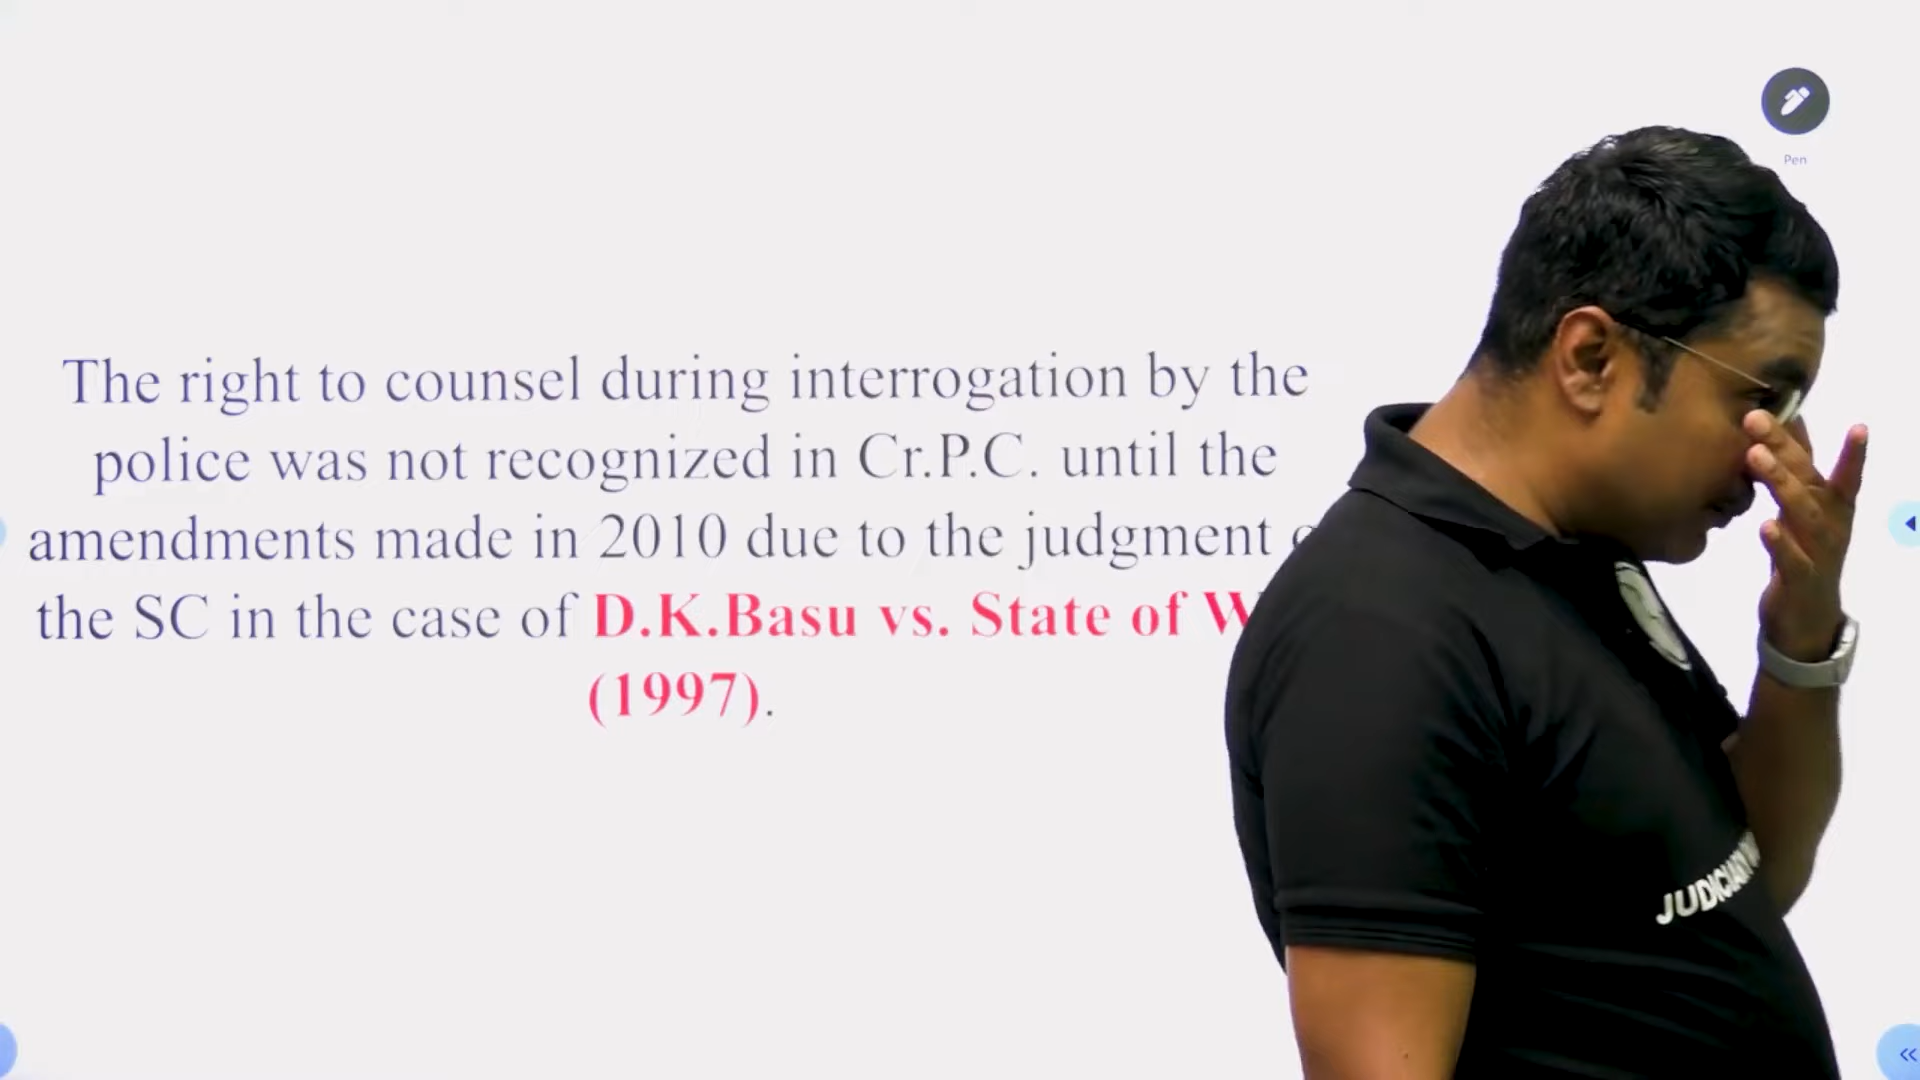 Pen
The right to counsel during interrogation by the
police was not recognized in Cr.P.C. until the
amendments made in 2010 due to the judgment
the SC in the case of D.K.Basu vs. State of
(1997).